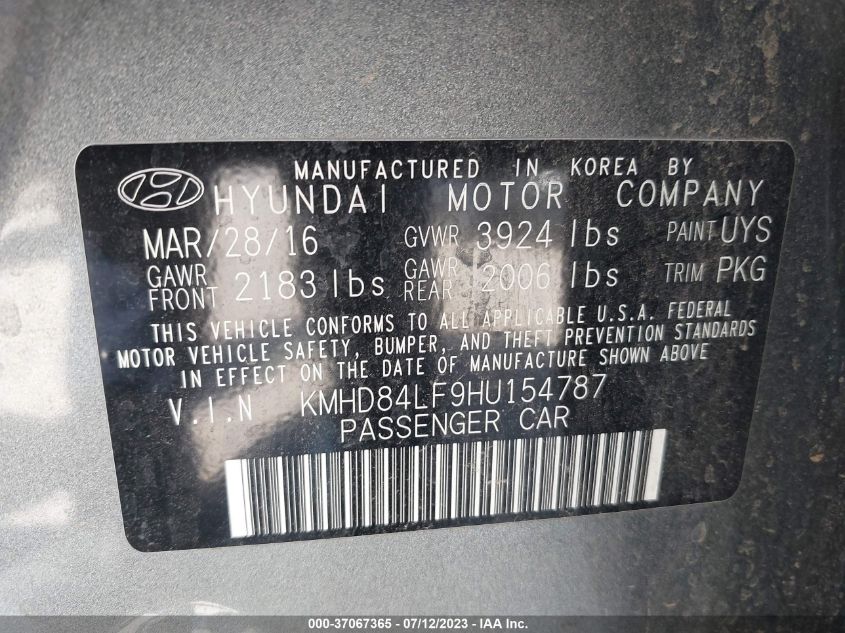 MANUFACTURED IN KOREA BY
HYUNDAI MOTOR COMPANY
MAR/28/16 GVWR 3924 lbs PAINT UYS
GAWR FRONT 2183 lbs GAWR REAR 2006 lbs TRIM PKG
THIS VEHICLE CONFORMS TO ALL APPLICABLE U.S.A. FEDERAL
MOTOR VEHICLE SAFETY, BUMPER, AND THEFT PREVENTION STANDARDS
IN EFFECT ON THE DATE OF MANUFACTURE SHOWN ABOVE
V.I.N KMHD84LF9HU154787
PASSENGER CAR
000-37067365 - 07/12/2023 - IAA Inc.